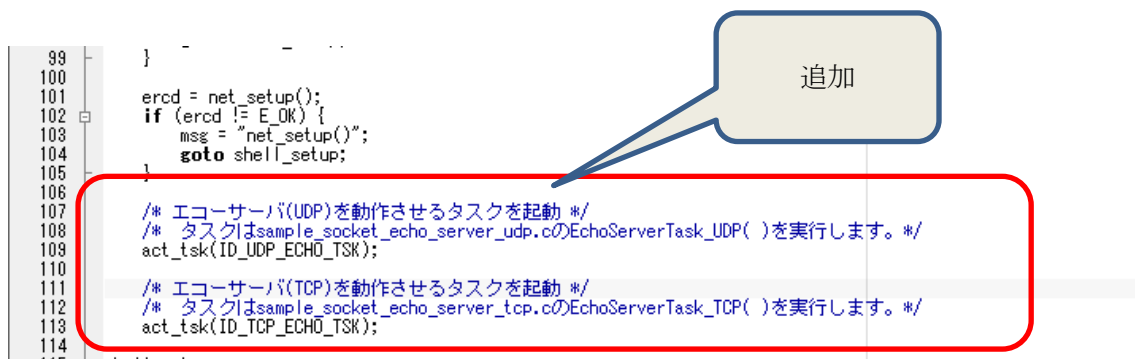 追加
99 }
100
101 ercd = net_setup();
102 if (ercd != E_OK) {
103 msg = "net_setup()";
104 goto shell_setup;
105 }
106
107 /* エコーサーバ(UDP)を動作させるタスクを起動 */
108 /* タスクはsample_socket_echo_server_udp.cのEchoServerTask_UDP( )を実行します。*/
109 act_tsk(ID_UDP_ECHO_TSK);
110
111 /* エコーサーバ(TCP)を動作させるタスクを起動 */
112 /* タスクはsample_socket_echo_server_tcp.cのEchoServerTask_TCP( )を実行します。*/
113 act_tsk(ID_TCP_ECHO_TSK);
114